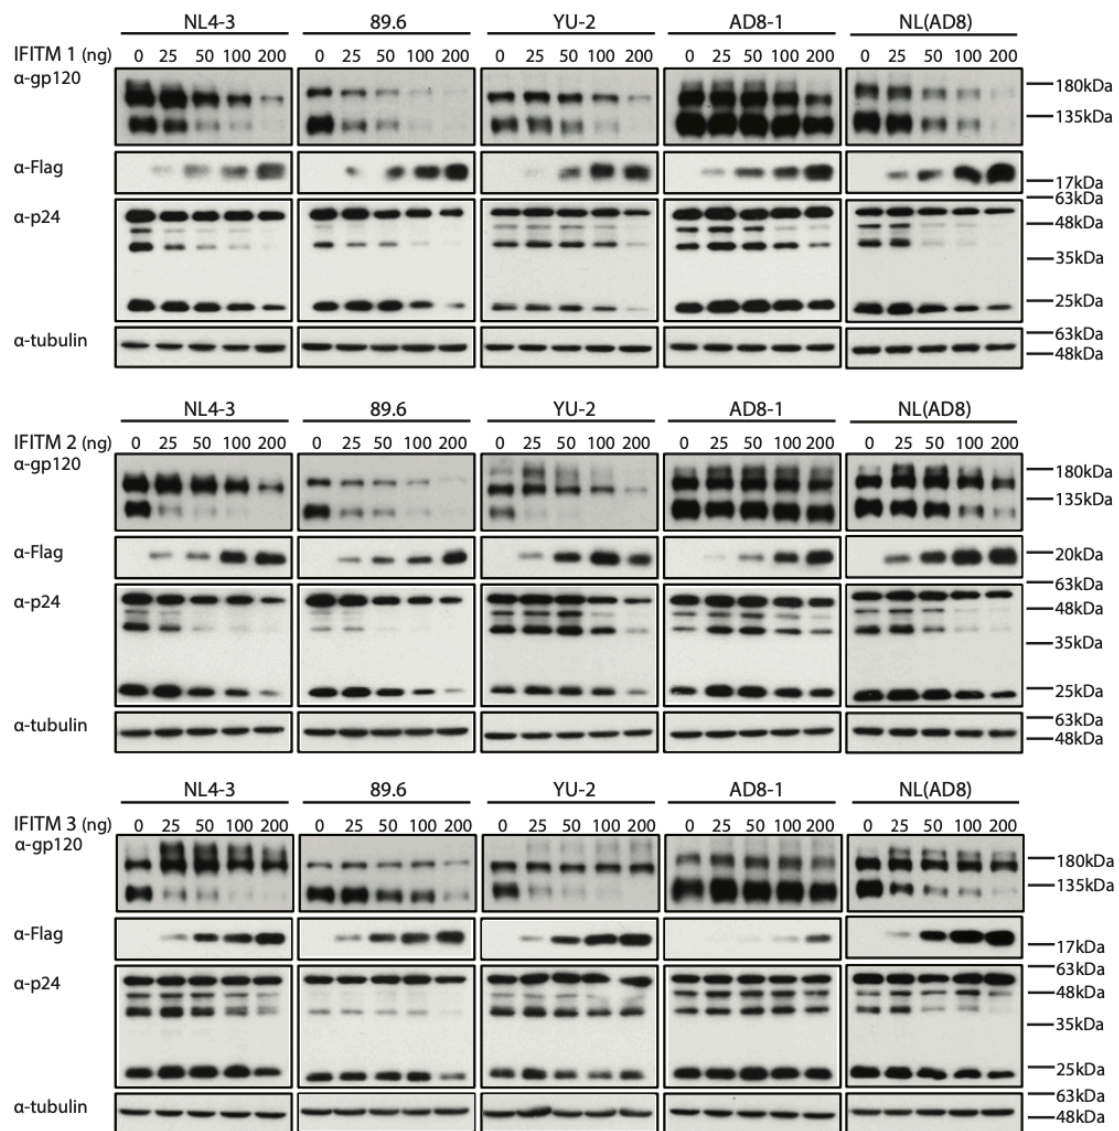 NL4-3 89.6 YU-2 AD8-1 NL(AD8)
IFITM 1 (ng) 0 25 50 100 200 0 25 50 100 200 0 25 50 100 200 0 25 50 100 200 0 25 50 100 200
α-gp120
180kDa
135kDa
α-Flag
17kDa
63kDa
α-p24
48kDa
35kDa
25kDa
α-tubulin
63kDa
48kDa
NL4-3 89.6 YU-2 AD8-1 NL(AD8)
IFITM 2 (ng) 0 25 50 100 200 0 25 50 100 200 0 25 50 100 200 0 25 50 100 200 0 25 50 100 200
α-gp120
180kDa
135kDa
α-Flag
20kDa
63kDa
α-p24
48kDa
35kDa
25kDa
α-tubulin
63kDa
48kDa
NL4-3 89.6 YU-2 AD8-1 NL(AD8)
IFITM 3 (ng) 0 25 50 100 200 0 25 50 100 200 0 25 50 100 200 0 25 50 100 200 0 25 50 100 200
α-gp120
180kDa
135kDa
α-Flag
17kDa
63kDa
α-p24
48kDa
35kDa
25kDa
63kDa
α-tubulin
48kDa